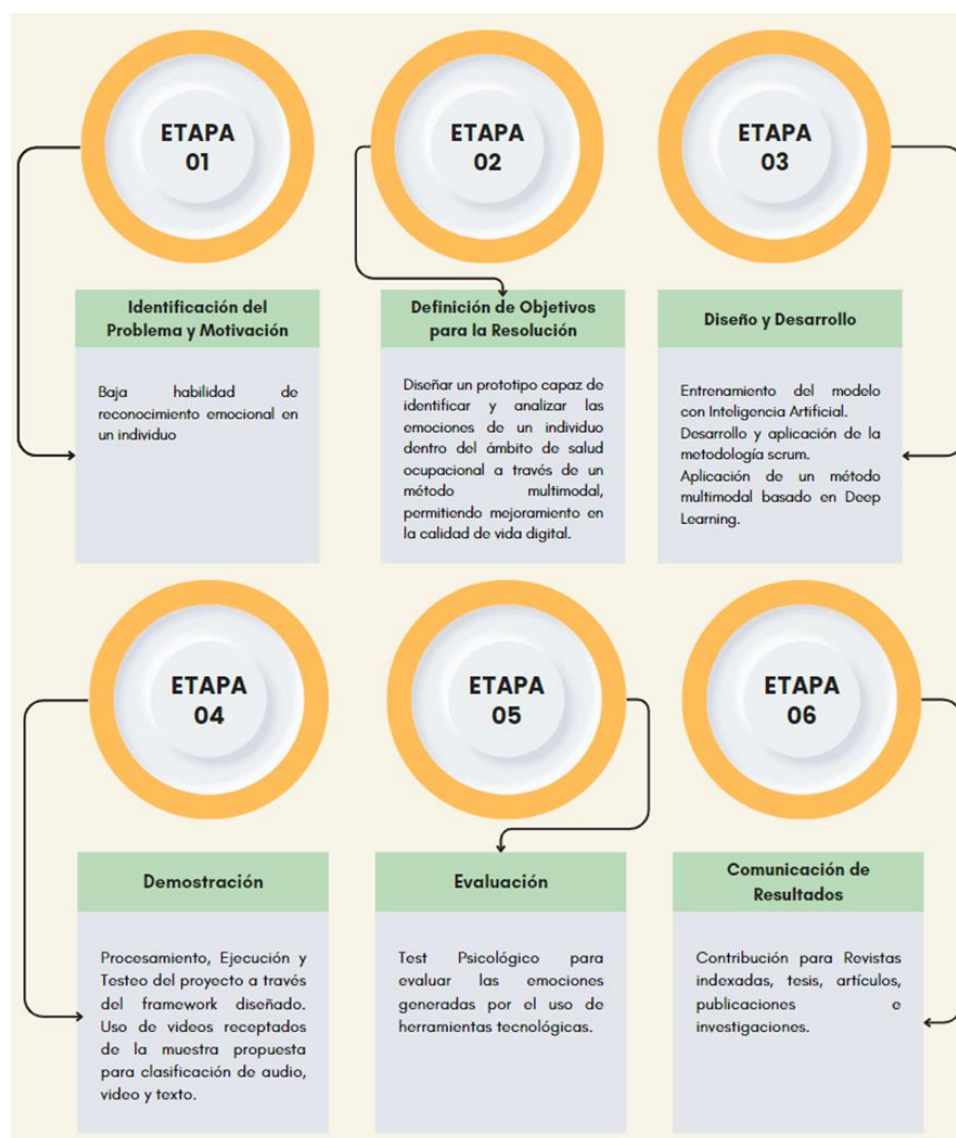 ETAPA
01
Identificación del
Problema y Motivación
Baja habilidad de
reconocimiento emocional en
un individuo
ETAPA
02
Definición de Objetivos
para la Resolución
Diseñar un prototipo capaz de
identificar y analizar las
emociones de un individuo
dentro del ámbito de salud
ocupacional a través de un
método multimodal,
permitiendo mejoramiento en
la calidad de vida digital.
ETAPA
03
Diseño y Desarrollo
Entrenamiento del modelo
con Inteligencia Artificial.
Desarrollo y aplicación de la
metodología scrum.
Aplicación de un método
multimodal basado en Deep
Learning.
ETAPA
04
Demostración
Procesamiento, Ejecución y
Testeo del proyecto a través
del framework diseñado.
Uso de videos receptados
de la muestra propuesta
para clasificación de audio,
video y texto.
ETAPA
05
Evaluación
Test Psicológico para
evaluar las emociones
generadas por el uso de
herramientas tecnológicas.
ETAPA
06
Comunicación de
Resultados
Contribución para Revistas
indexadas, tesis, artículos,
publicaciones e
investigaciones.